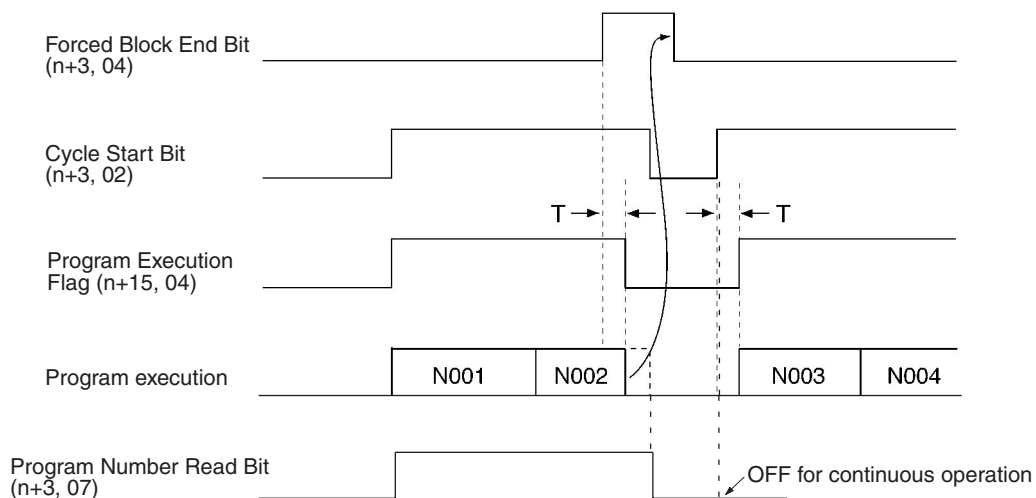 Forced Block End Bit
(n+3, 04)
Cycle Start Bit
(n+3, 02)
T
T
Program Execution
Flag (n+15, 04)
Program execution
N001
N002
N003
N004
Program Number Read Bit
(n+3, 07)
OFF for continuous operation